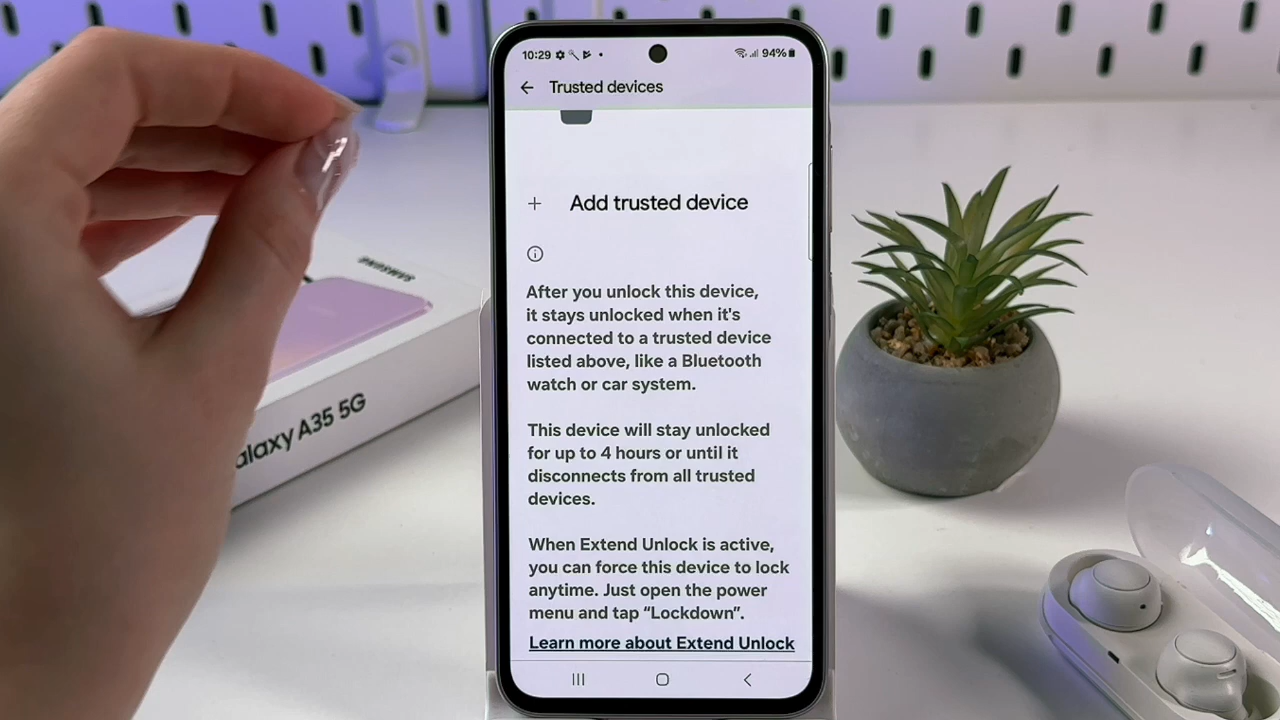 10:29
94%
Trusted devices
Add trusted device
After you unlock this device,
it stays unlocked when it's
connected to a trusted device
listed above, like a Bluetooth
watch or car system.
This device will stay unlocked
for up to 4 hours or until it
disconnects from all trusted
devices.
When Extend Unlock is active,
you can force this device to lock
anytime. Just open the power
menu and tap “Lockdown”.
Learn more about Extend Unlock
SAMSUNG
alaxy A35 5G